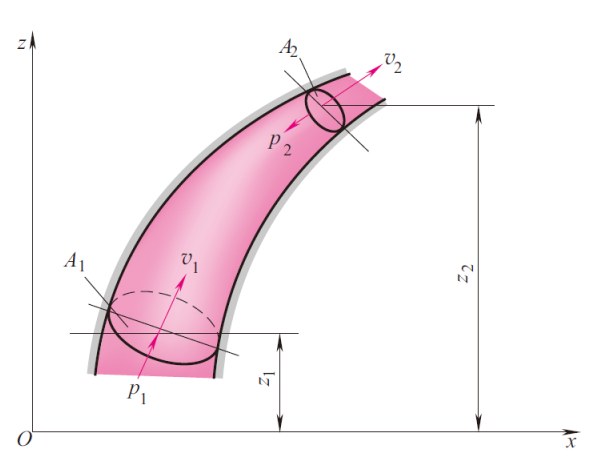 z
A₂
v₂
p₂
A₁
v₁
z₂
z₁
p₁
O
x